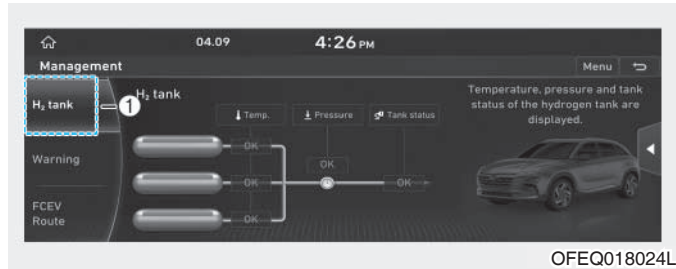 04.09
4:26 PM
Management
Menu
H₂ tank
1
Warning
FCEV
Route
H₂ tank
Temp.
Pressure
Tank status
OK
OK
OK
OK
OK
Temperature, pressure and tank
status of the hydrogen tank are
displayed.
OFEQ018024L